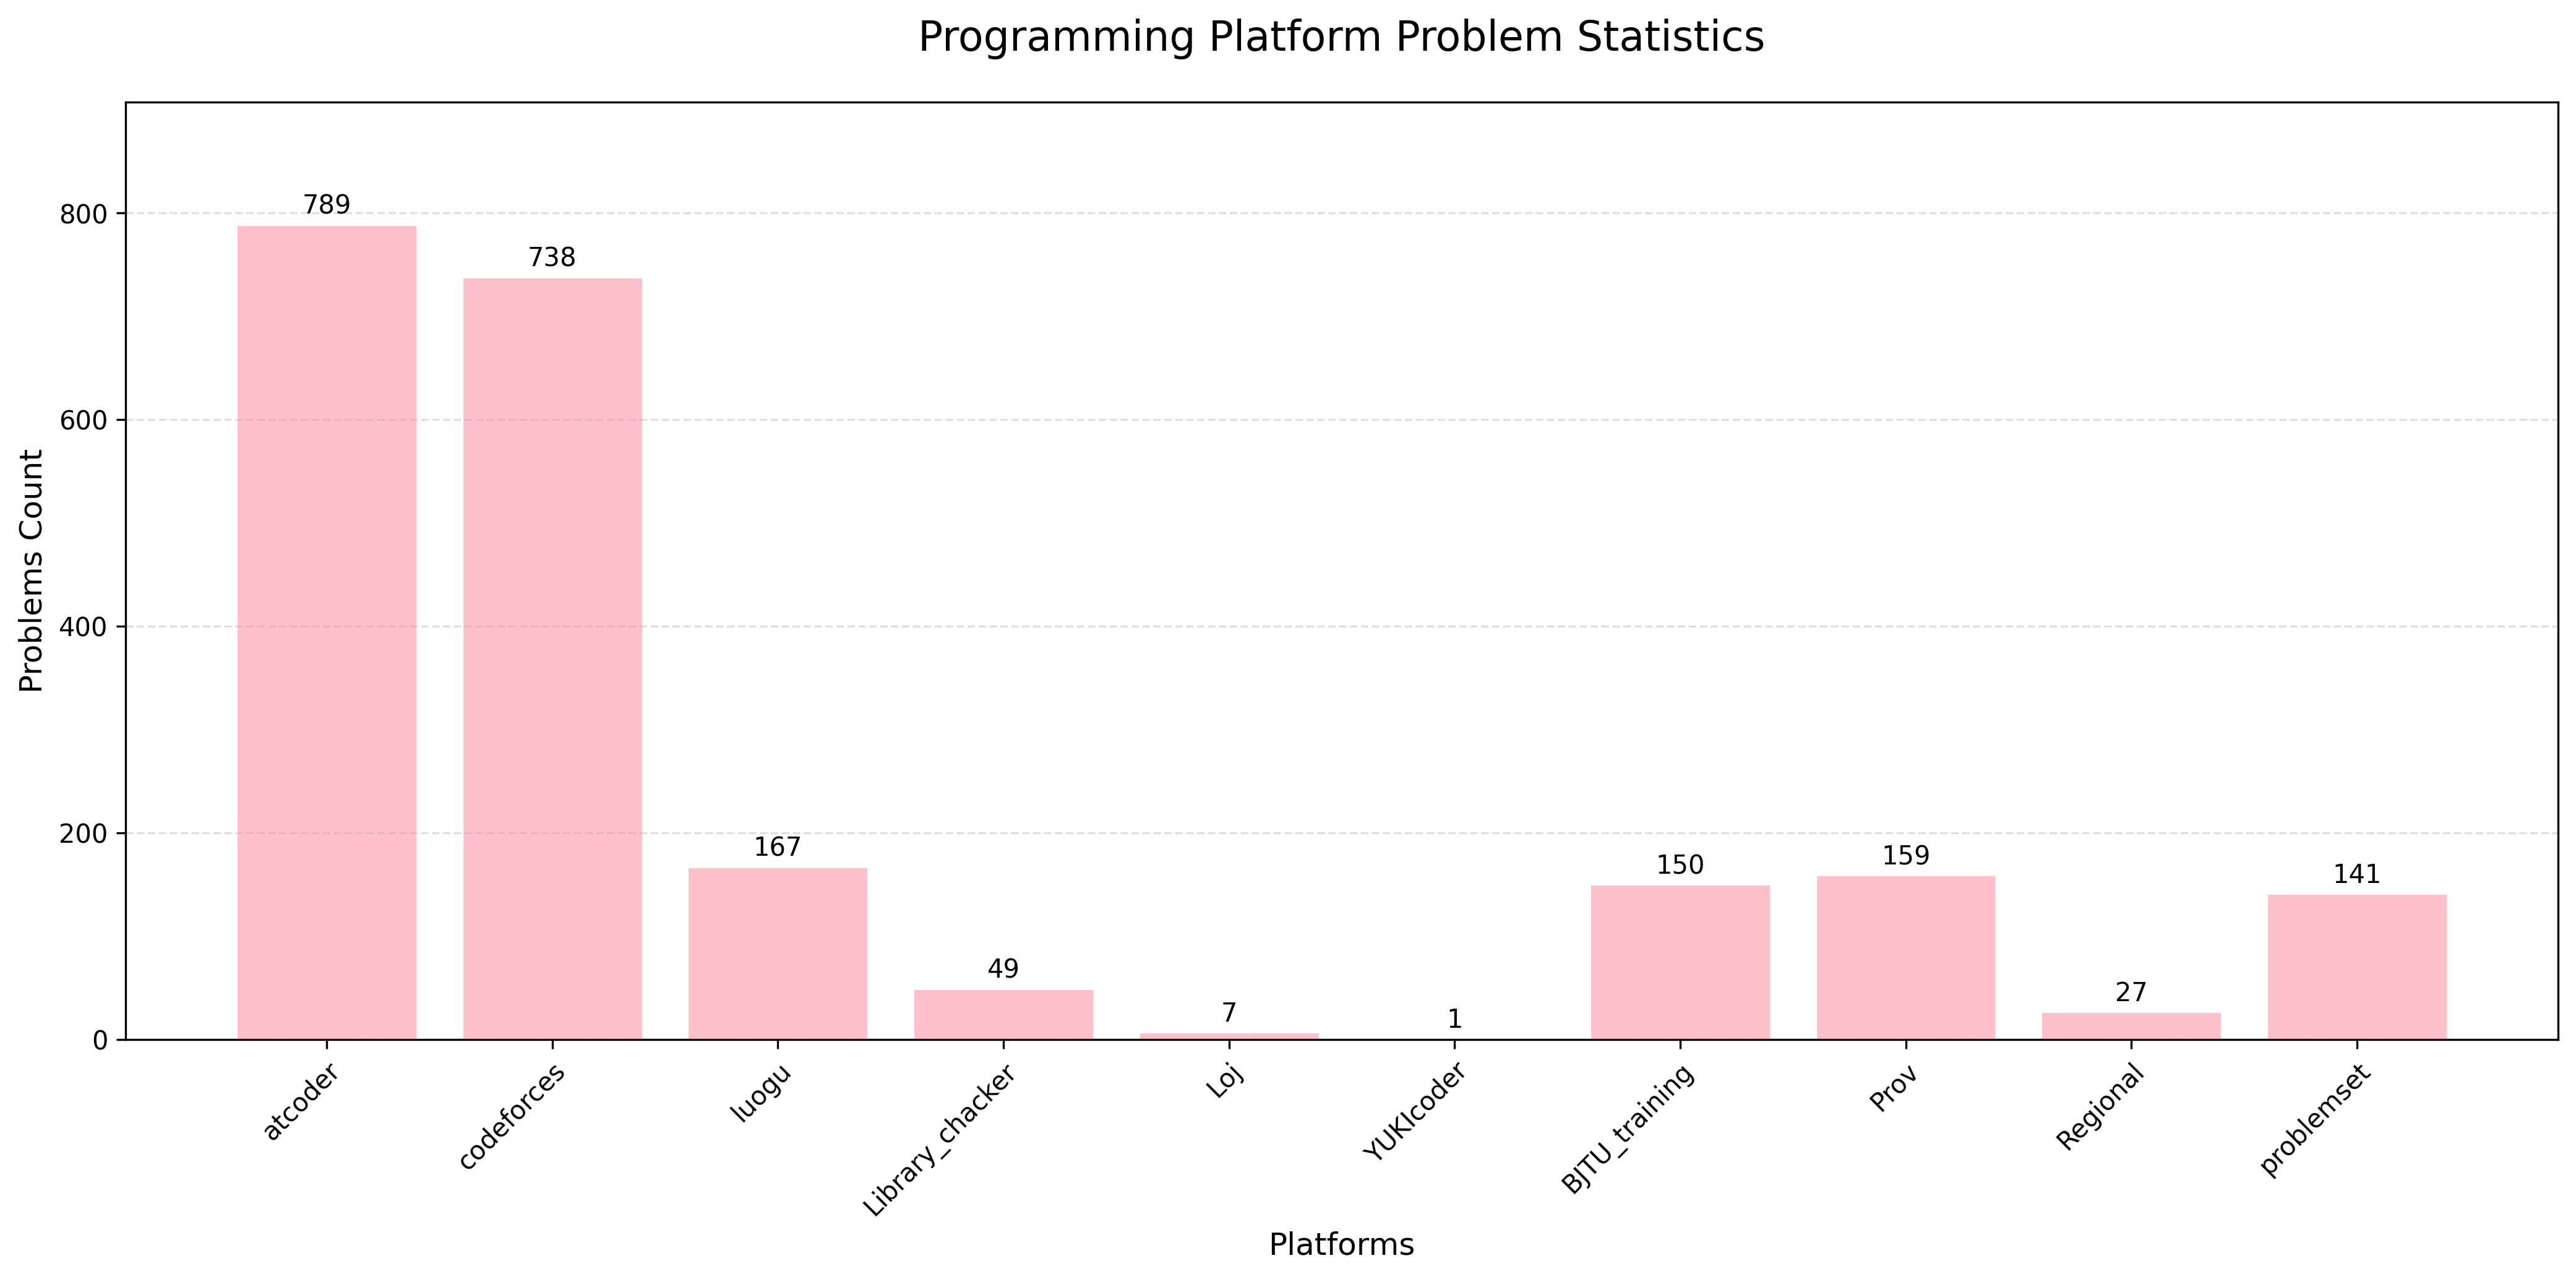 Programming Platform Problem Statistics
Problems Count
800
600
400
200
0
789
738
167
49
7
1
150
159
27
141
atcoder
codeforces
luogu
Library_chacker
Loj
YUKIcoder
BJTU_training
Prov
Regional
problemset
Platforms